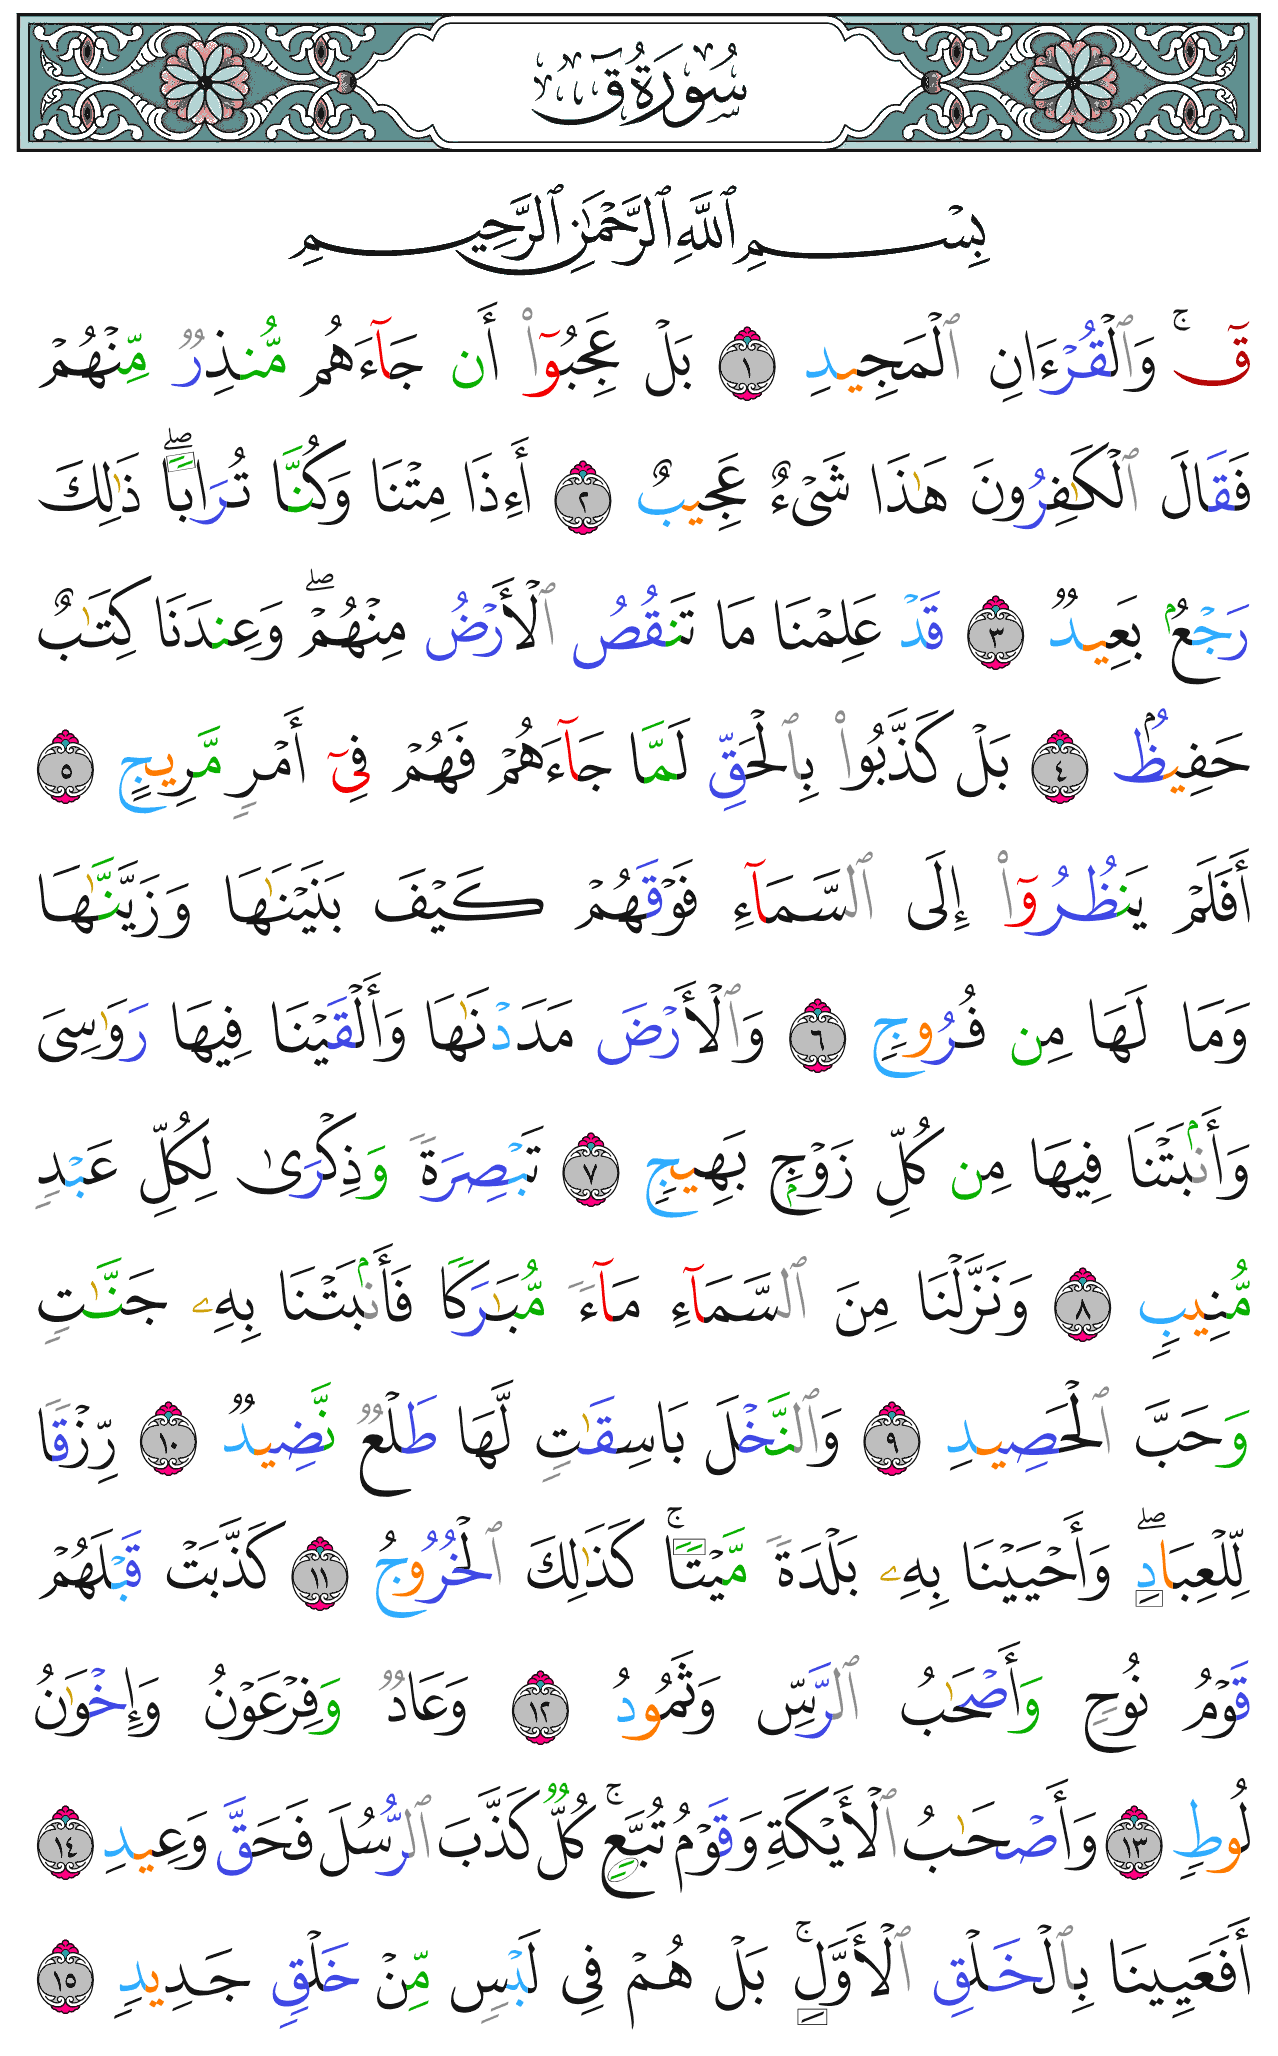 سُورَةُ قٓ
بِسْمِ ٱللَّهِ ٱلرَّحْمَٰنِ ٱلرَّحِيمِ
قٓ ۚ وَٱلْقُرْءَانِ ٱلْمَجِيدِ ١ بَلْ عَجِبُوٓا۟ أَن جَآءَهُم مُّنذِرٌ مِّنْهُمْ
فَقَالَ ٱلْكَٰفِرُونَ هَٰذَا شَىْءٌ عَجِيبٌ ٢ أَءِذَا مِتْنَا وَكُنَّا تُرَابًا ۖ ذَٰلِكَ
رَجْعٌۢ بَعِيدٌ ٣ قَدْ عَلِمْنَا مَا تَنقُصُ ٱلْأَرْضُ مِنْهُمْ ۖ وَعِندَنَا كِتَٰبٌ
حَفِيظٌۢ ٤ بَلْ كَذَّبُوا۟ بِٱلْحَقِّ لَمَّا جَآءَهُمْ فَهُمْ فِىٓ أَمْرٍ مَّرِيجٍ ٥
أَفَلَمْ يَنظُرُوٓا۟ إِلَى ٱلسَّمَآءِ فَوْقَهُمْ كَيْفَ بَنَيْنَٰهَا وَزَيَّنَّٰهَا
وَمَا لَهَا مِن فُرُوجٍ ٦ وَٱلْأَرْضَ مَدَدْنَٰهَا وَأَلْقَيْنَا فِيهَا رَوَٰسِىَ
وَأَنۢبَتْنَا فِيهَا مِن كُلِّ زَوْجٍۭ بَهِيجٍ ٧ تَبْصِرَةً وَذِكْرَىٰ لِكُلِّ عَبْدٍ
مُّنِيبٍ ٨ وَنَزَّلْنَا مِنَ ٱلسَّمَآءِ مَآءً مُّبَٰرَكًا فَأَنۢبَتْنَا بِهِۦ جَنَّٰتٍ
وَحَبَّ ٱلْحَصِيدِ ٩ وَٱلنَّخْلَ بَاسِقَٰتٍ لَّهَا طَلْعٌ نَّضِيدٌ ١٠ رِّزْقًا
لِّلْعِبَادِ ۖ وَأَحْيَيْنَا بِهِۦ بَلْدَةً مَّيْتًا ۚ كَذَٰلِكَ ٱلْخُرُوجُ ١١ كَذَّبَتْ قَبْلَهُمْ
قَوْمُ نُوحٍ وَأَصْحَٰبُ ٱلرَّسِّ وَثَمُودُ ١٢ وَعَادٌ وَفِرْعَوْنُ وَإِخْوَٰنُ
لُوطٍ ١٣ وَأَصْحَٰبُ ٱلْأَيْكَةِ وَقَوْمُ تُبَّعٍ ۚ كُلٌّ كَذَّبَ ٱلرُّسُلَ فَحَقَّ وَعِيدِ ١٤
أَفَعَيِينَا بِٱلْخَلْقِ ٱلْأَوَّلِ ۚ بَلْ هُمْ فِى لَبْسٍ مِّنْ خَلْقٍ جَدِيدٍ ١٥